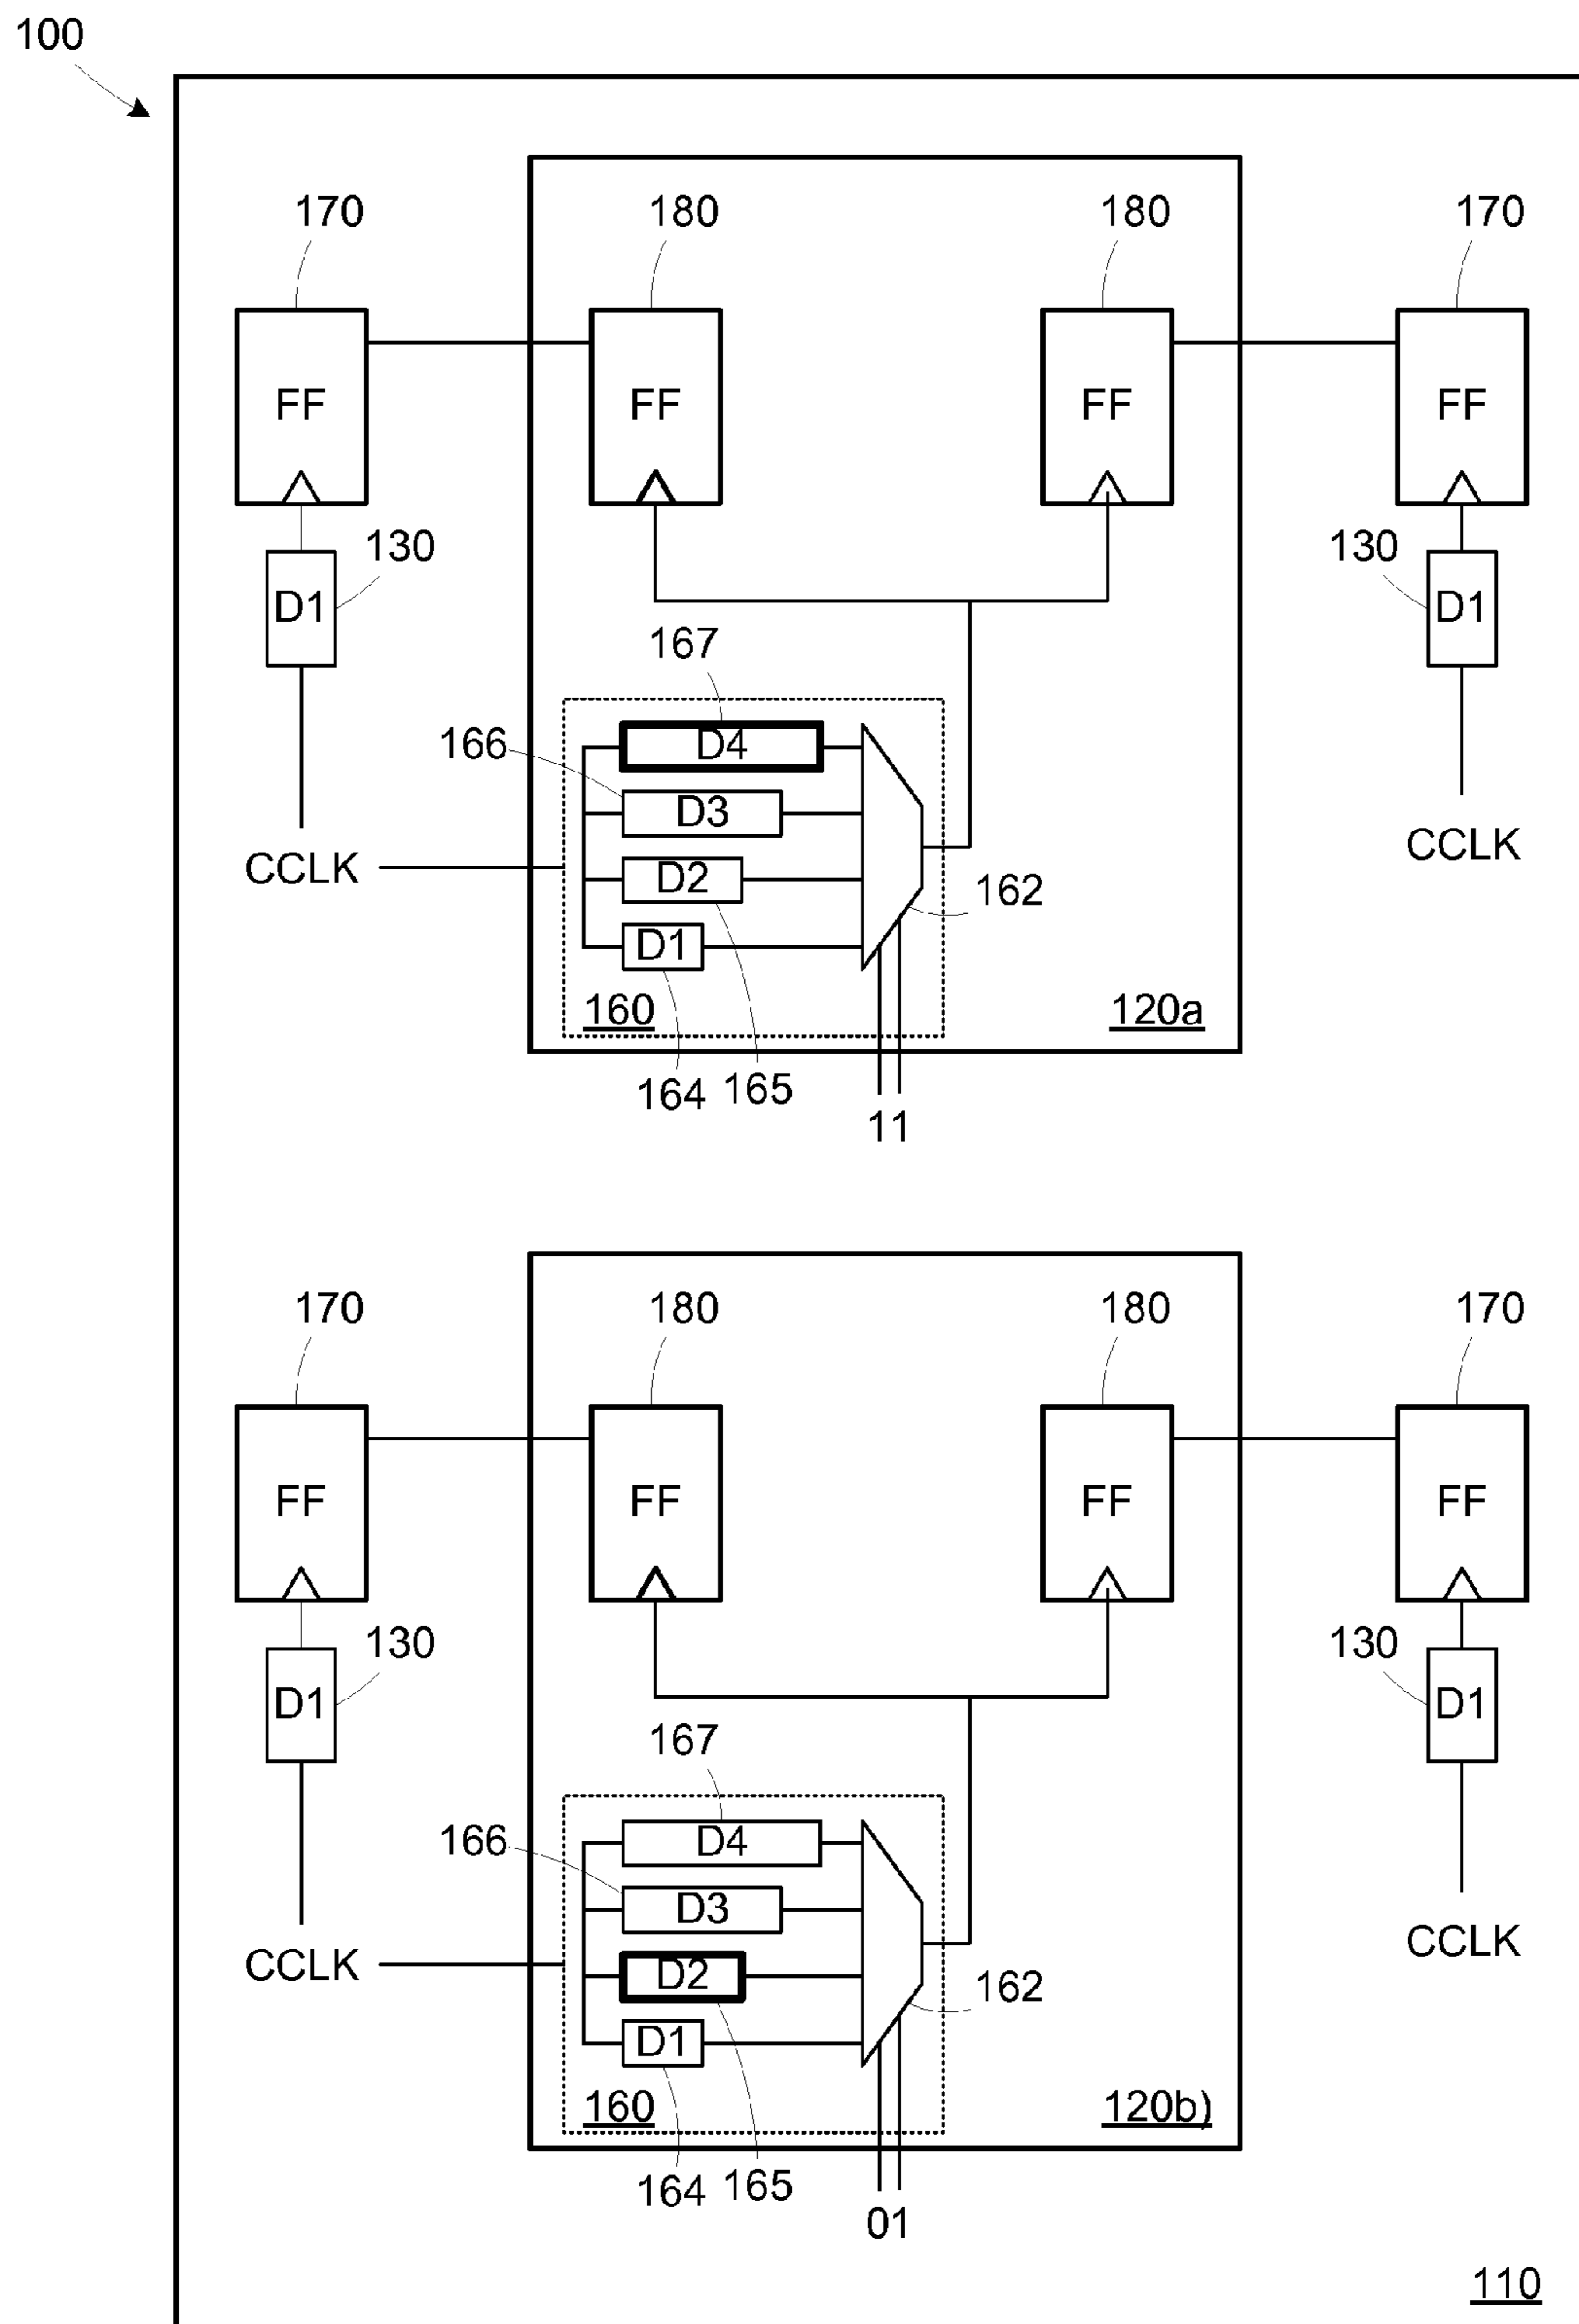 100
170 180 180 170
FF FF FF FF
130 130
D1 D1
167
D4
166
D3
CCLK D2 CCLK
162
D1
160 120a
164 165
11
170 180 180 170
FF FF FF FF
130 130
D1 D1
167
D4
166
D3
CCLK D2 CCLK
162
D1
160 120b)
164 165
01
110